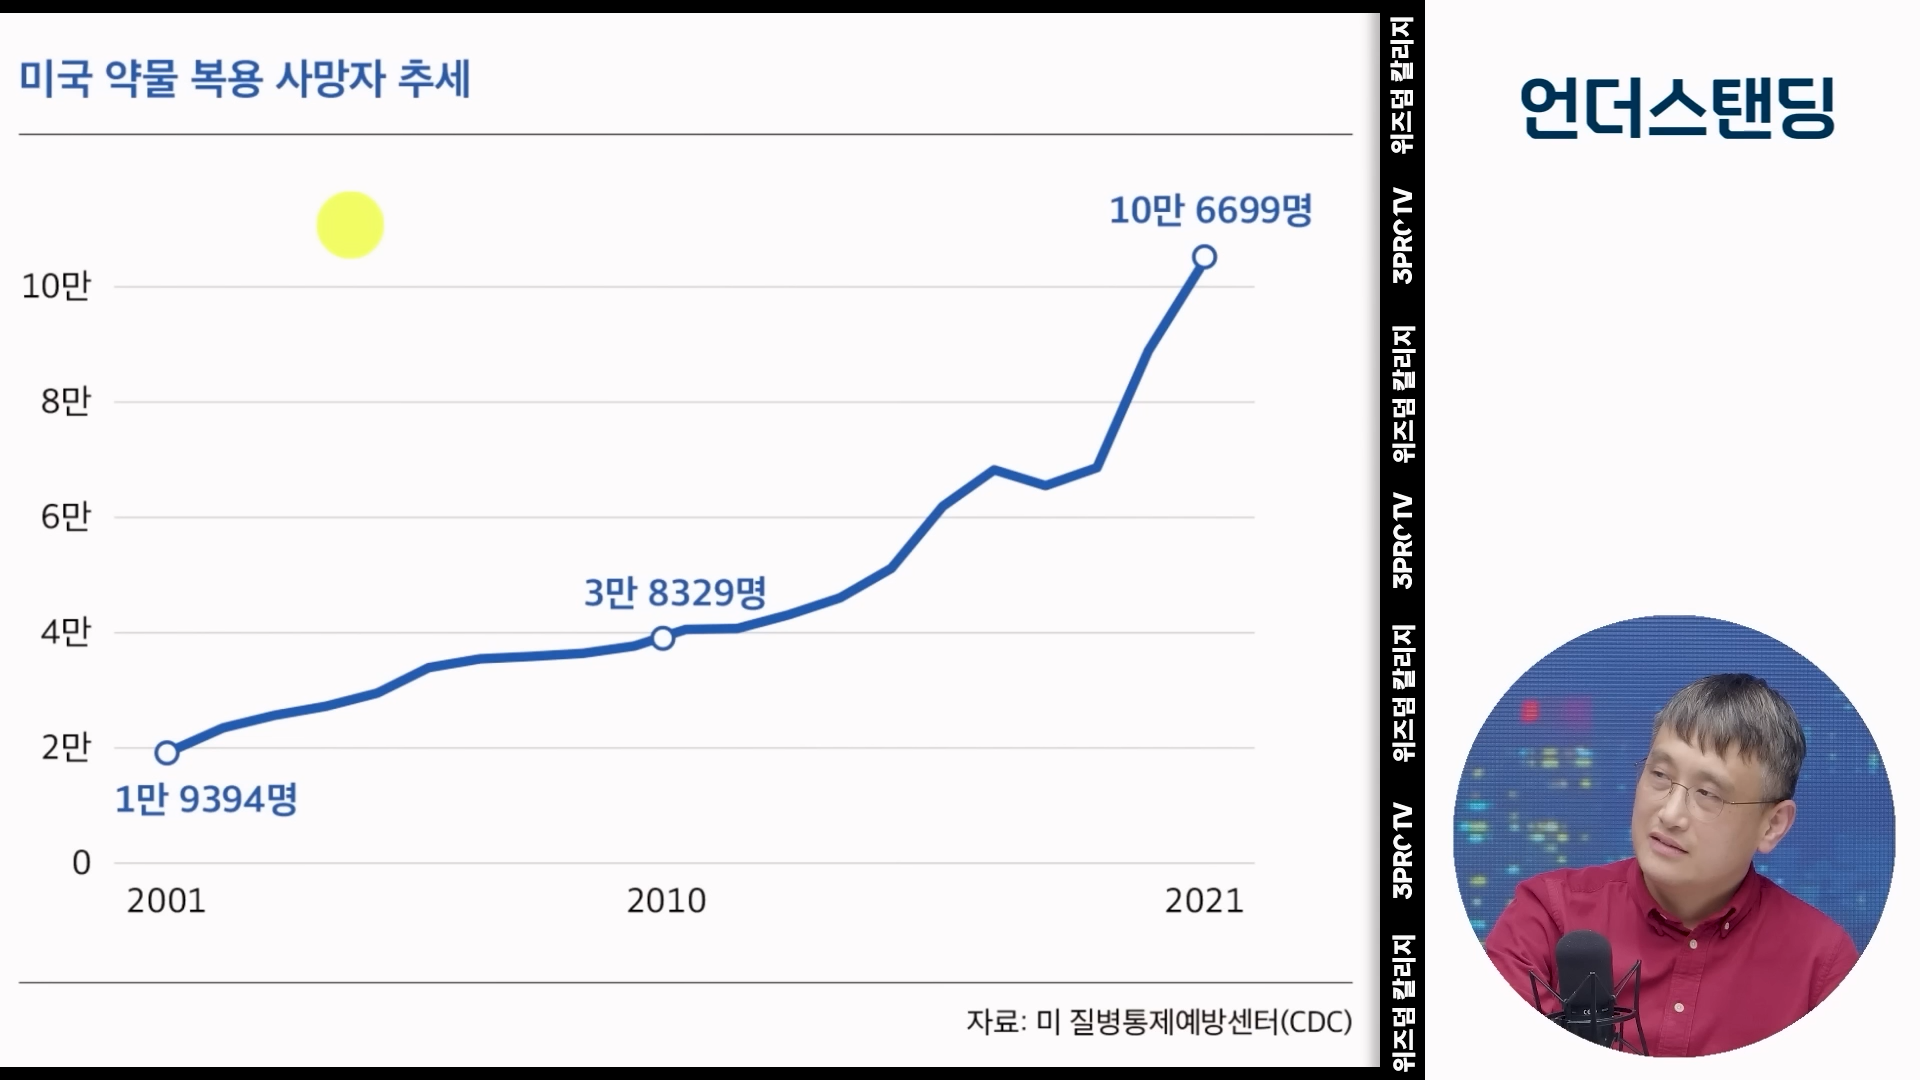 미국 약물 복용 사망자 추세
10만 6699명
10만
8만
6만
3만 8329명
4만
2만
1만 9394명
0
2001 2010 2021
자료: 미 질병통제예방센터(CDC)
위즈덤 칼리지
3PROTV
위즈덤 칼리지
3PROTV
위즈덤 칼리지
3PROTV
위즈덤 칼리지
언더스탠딩